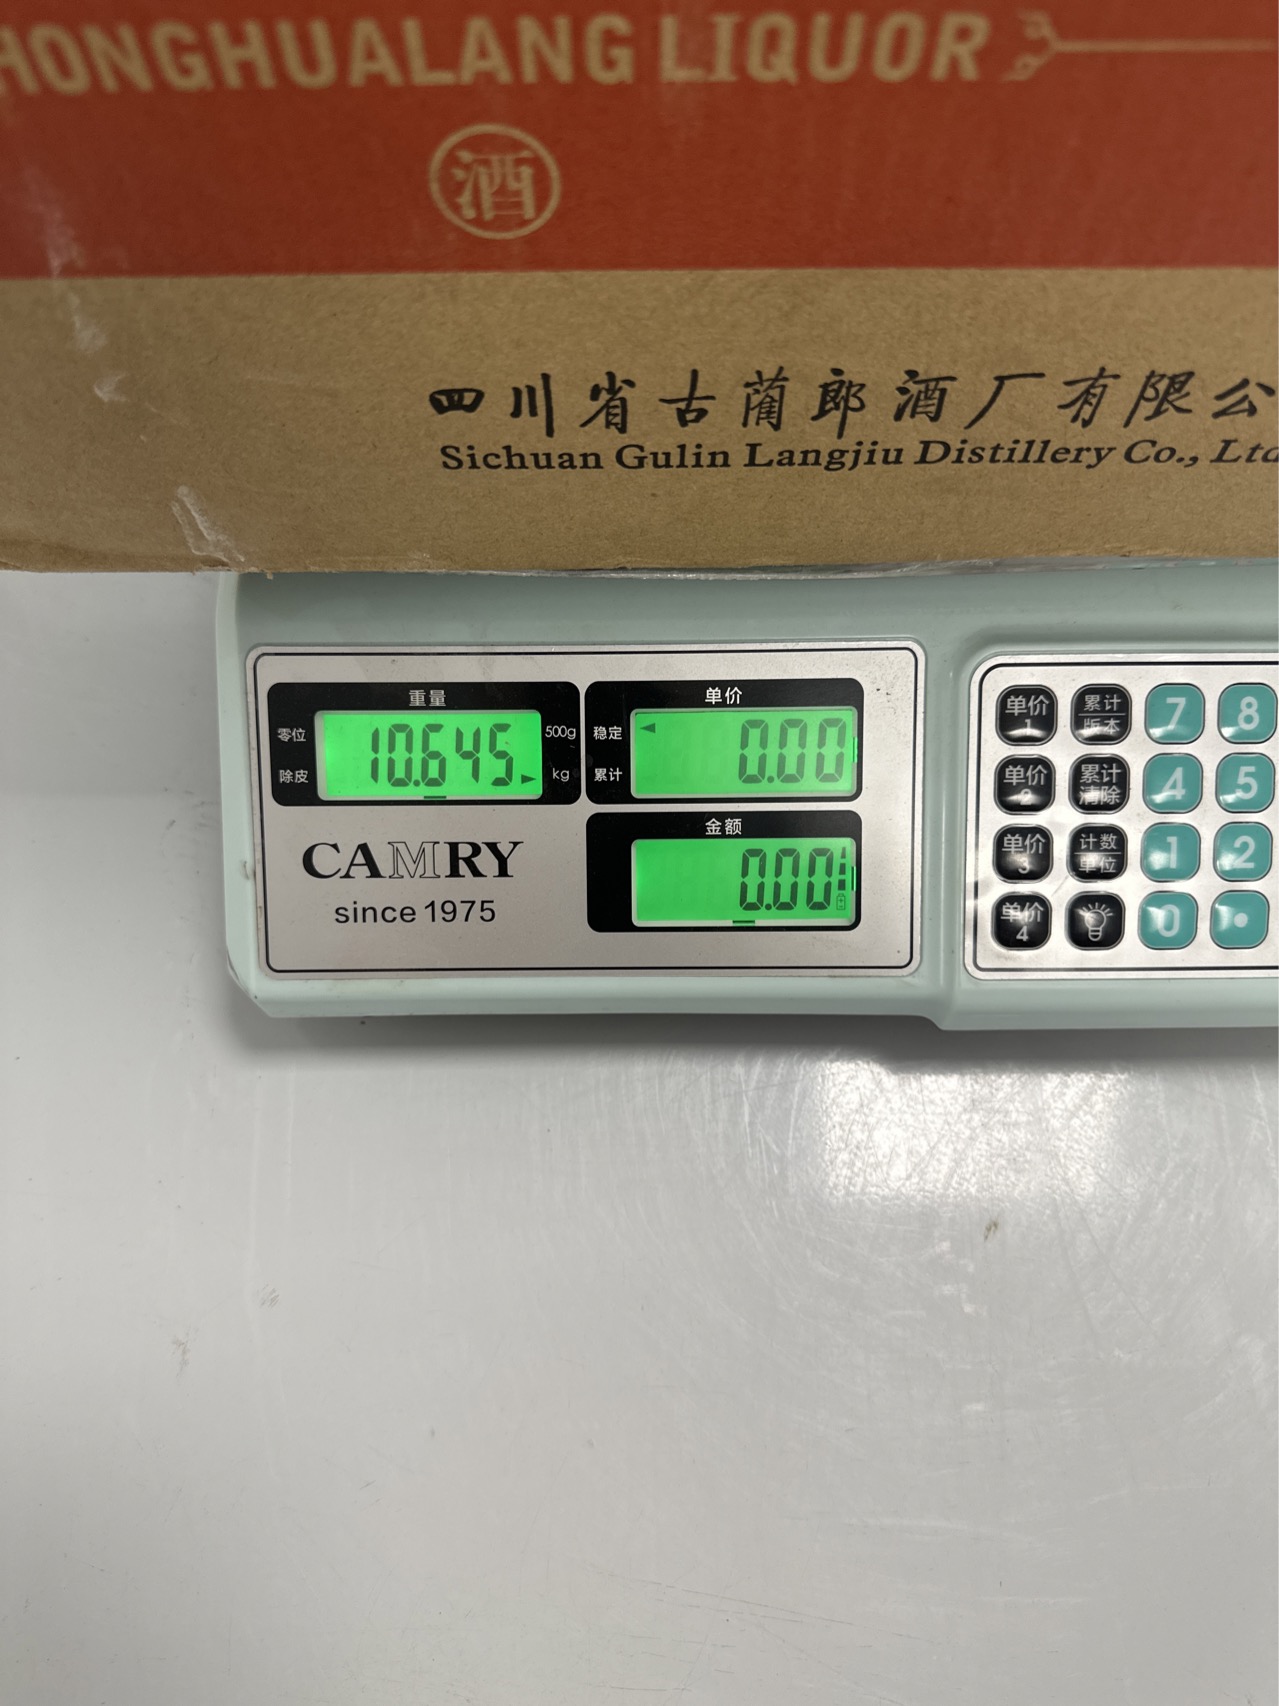 HONGHUALANG LIQUOR
酒
四川省古蔺郎酒厂有限公
Sichuan Gulin Langjiu Distillery Co., Ltd
重量
零位
除皮
10.645
500g
kg
单价
稳定
累计
0.00
金额
0.00
CAMRY
since 1975
单价 1
累计 版本
7
8
单价 2
累计 清除
4
5
单价 3
计数 单位
1
2
单价 4
0
•